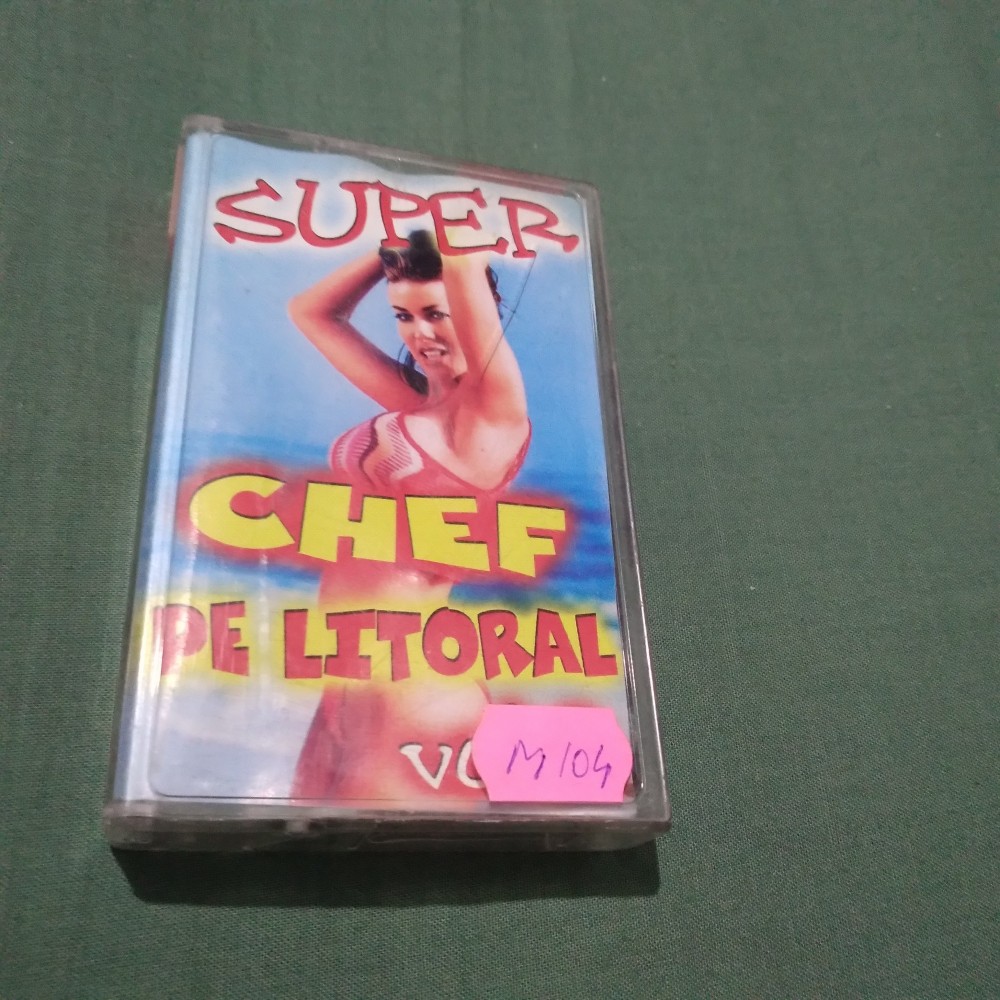 SUPER
CHEF
PE LITORAL
M 104